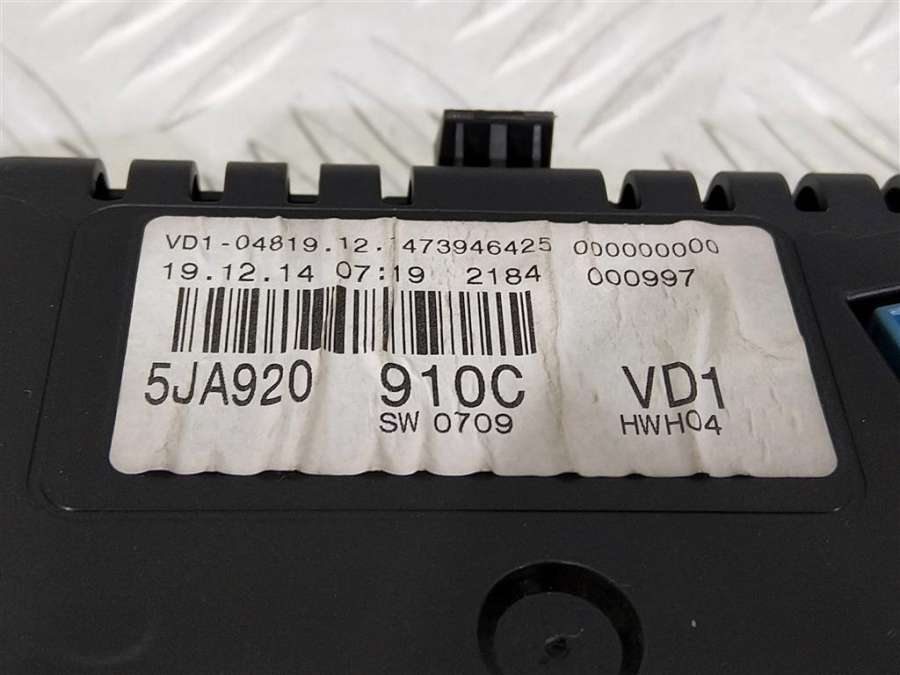 VD1-04819.12.1473946425 000000000
19.12.14 07:19 2184 000997
5JA920 910C VD1
SW 0709 HWH04